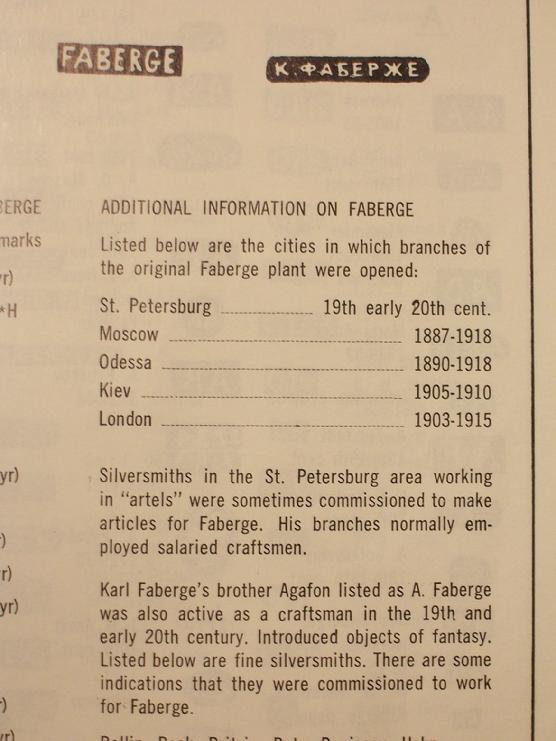 FABERGE
К.ФАБЕРЖЕ
BERGE
marks
yr)
*H
yr)
)
yr)
yr)
)
yr)
ADDITIONAL INFORMATION ON FABERGE
Listed below are the cities in which branches of
the original Faberge plant were opened:
St. Petersburg 19th early 20th cent.
Moscow 1887-1918
Odessa 1890-1918
Kiev 1905-1910
London 1903-1915
Silversmiths in the St. Petersburg area working
in "artels" were sometimes commissioned to make
articles for Faberge. His branches normally em-
ployed salaried craftsmen.
Karl Faberge's brother Agafon listed as A. Faberge
was also active as a craftsman in the 19th and
early 20th century. Introduced objects of fantasy.
Listed below are fine silversmiths. There are some
indications that they were commissioned to work
for Faberge.